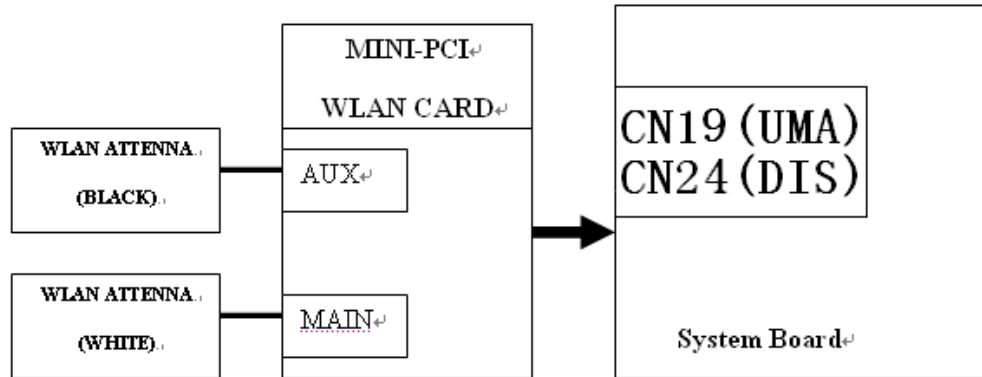 MINI-PCI
WLAN CARD
WLAN ATTENNA
(BLACK)
AUX
WLAN ATTENNA
(WHITE)
MAIN
CN19(UMA)
CN24(DIS)
System Board